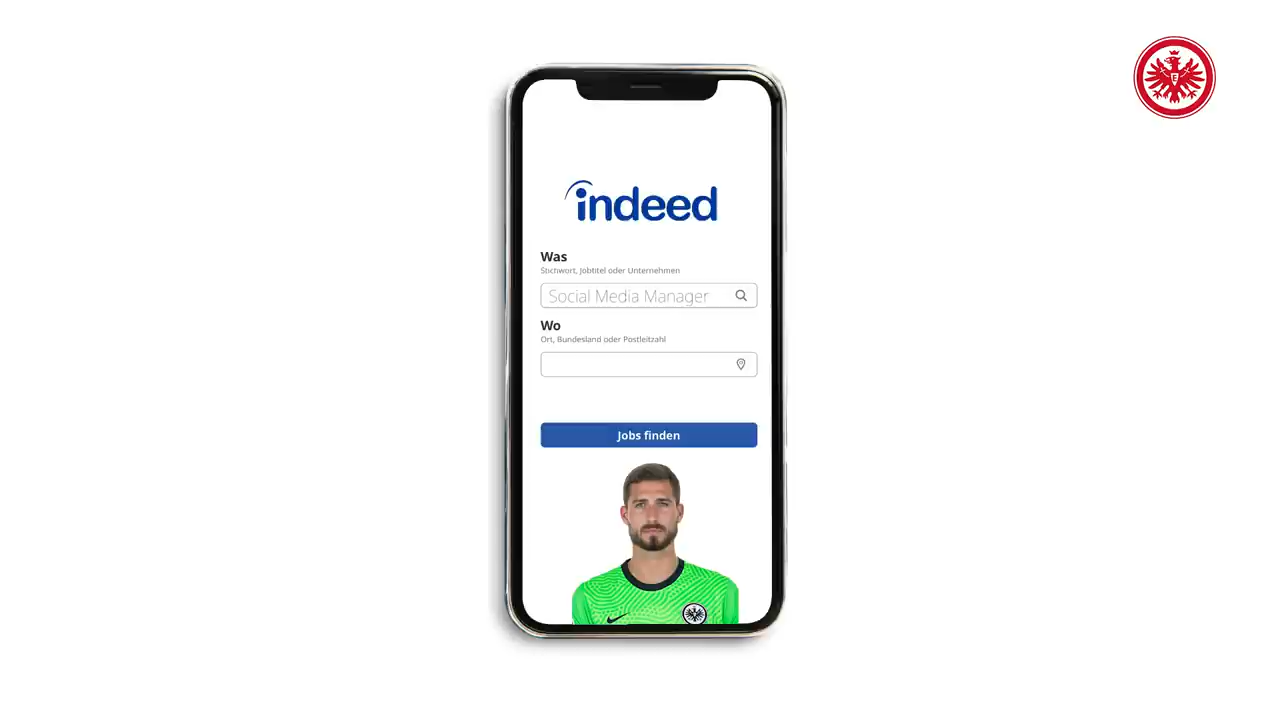 indeed
Was
Stichwort, Jobtitel oder Unternehmen
Social Media Manager
Wo
Ort, Bundesland oder Postleitzahl
Jobs finden